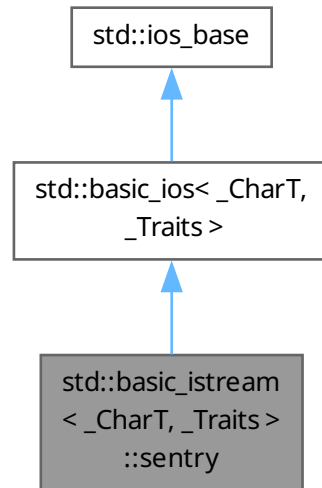 std::ios_base
std::basic_ios< _CharT,
_Traits >
std::basic_istream
< _CharT, _Traits >
::sentry